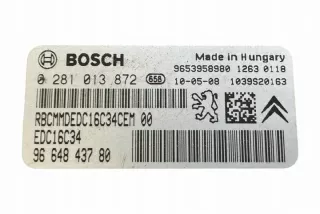 BOSCH Made in Hungary
9653958980 1263 0118
0 281 013 872 658 10-05-08 1039S20163
RBCMMDEDC16C34CEM 00
EDC16C34
96 648 437 80